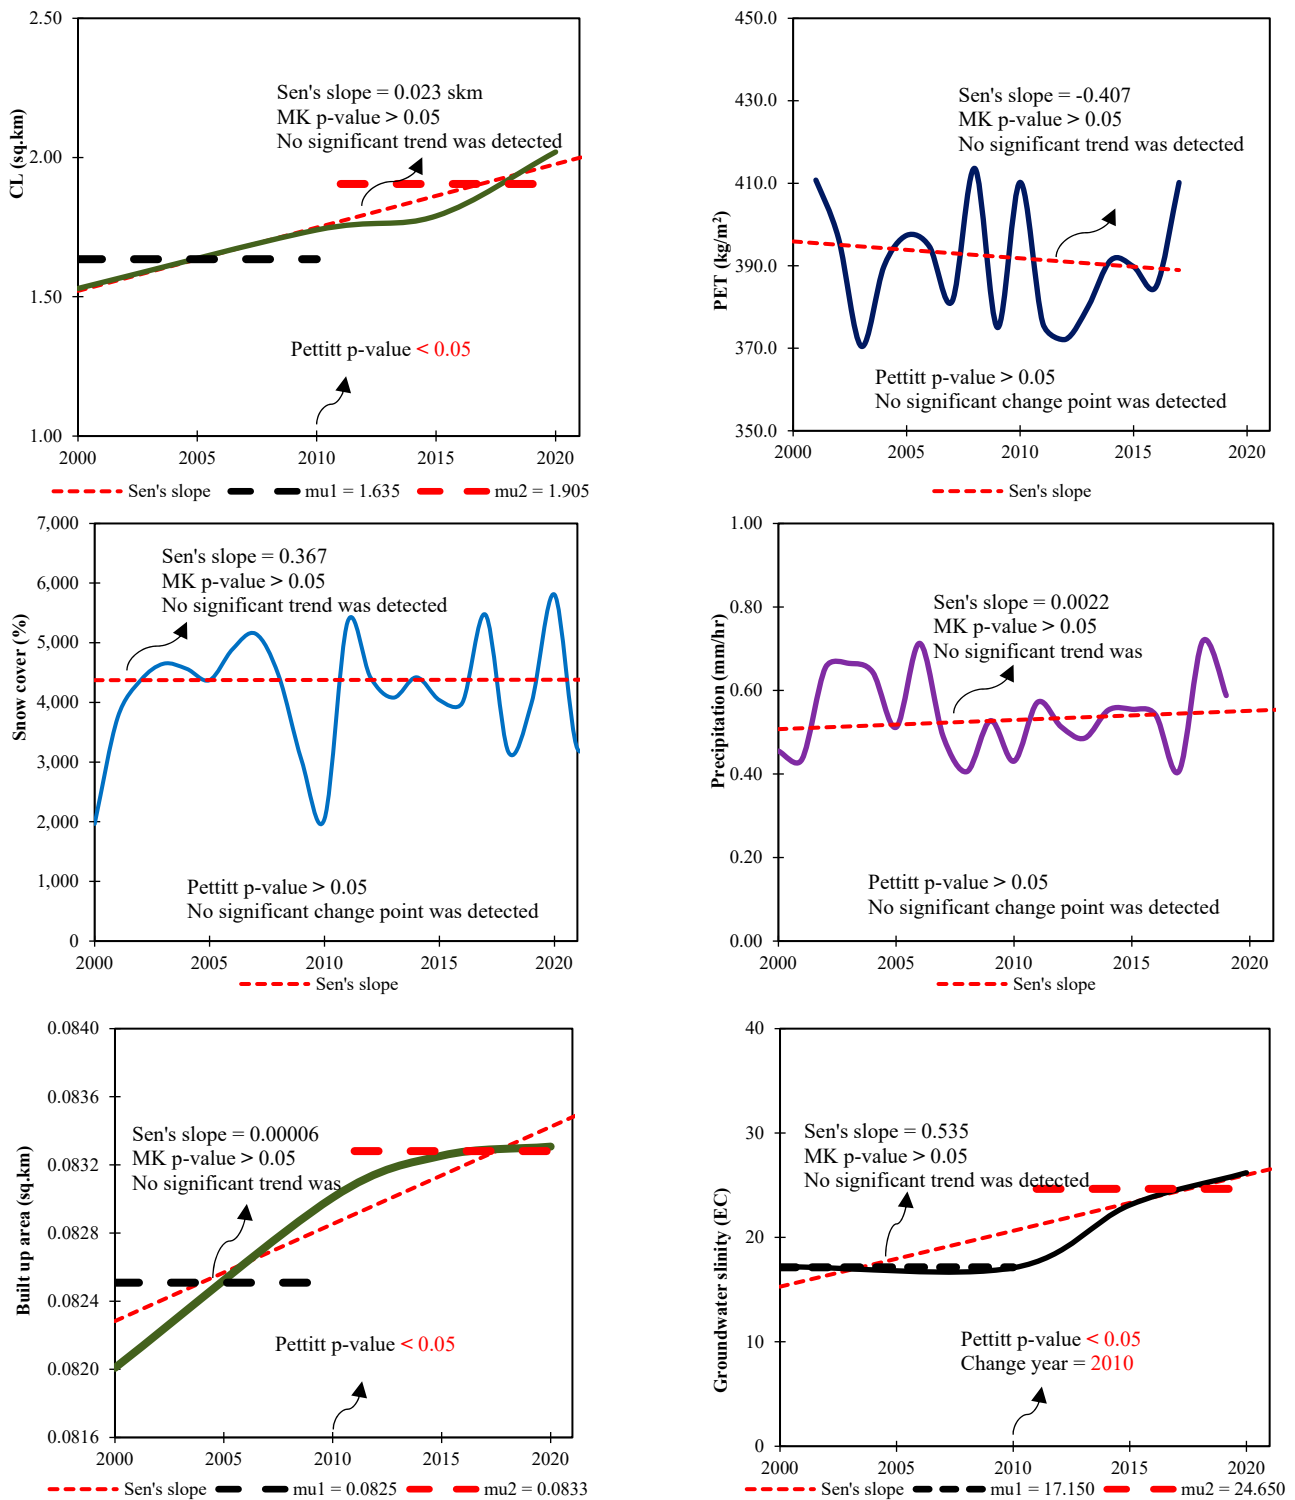 2.50
2.00
1.50
1.00
CL (sq.km)
Sen's slope = 0.023 skm
MK p-value > 0.05
No significant trend was detected
Pettitt p-value < 0.05
2000 2005 2010 2015 2020
Sen's slope mu1 = 1.635 mu2 = 1.905
450.0
430.0
410.0
390.0
370.0
350.0
PET (kg/m²)
Sen's slope = -0.407
MK p-value > 0.05
No significant trend was detected
Pettitt p-value > 0.05
No significant change point was detected
2000 2005 2010 2015 2020
Sen's slope
7,000
6,000
5,000
4,000
3,000
2,000
1,000
0
Snow cover (%)
Sen's slope = 0.367
MK p-value > 0.05
No significant trend was detected
Pettitt p-value > 0.05
No significant change point was detected
2000 2005 2010 2015 2020
Sen's slope
1.00
0.80
0.60
0.40
0.20
0.00
Precipitation (mm/hr)
Sen's slope = 0.0022
MK p-value > 0.05
No significant trend was
Pettitt p-value > 0.05
No significant change point was detected
2000 2005 2010 2015 2020
Sen's slope
0.0840
0.0836
0.0832
0.0828
0.0824
0.0820
0.0816
Built up area (sq.km)
Sen's slope = 0.00006
MK p-value > 0.05
No significant trend was
Pettitt p-value < 0.05
2000 2005 2010 2015 2020
Sen's slope mu1 = 0.0825 mu2 = 0.0833
40
30
20
10
0
Groundwater slinity (EC)
Sen's slope = 0.535
MK p-value > 0.05
No significant trend was detected
Pettitt p-value < 0.05
Change year = 2010
2000 2005 2010 2015 2020
Sen's slope mu1 = 17.150 mu2 = 24.650